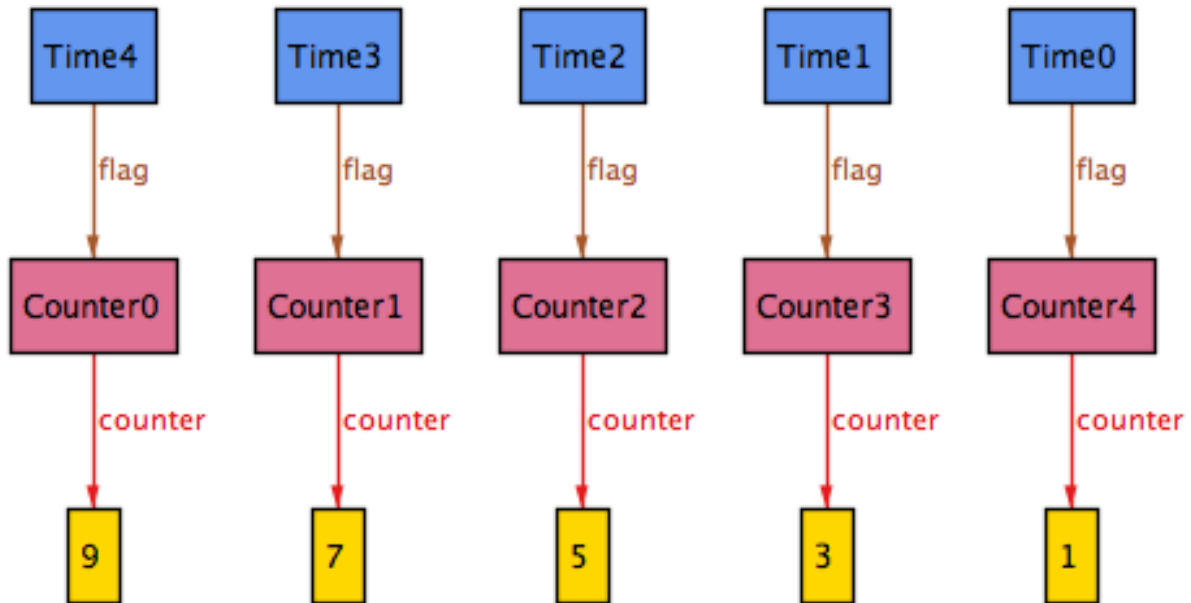 Time4 Time3 Time2 Time1 Time0
flag flag flag flag flag
Counter0 Counter1 Counter2 Counter3 Counter4
counter counter counter counter counter
9 7 5 3 1